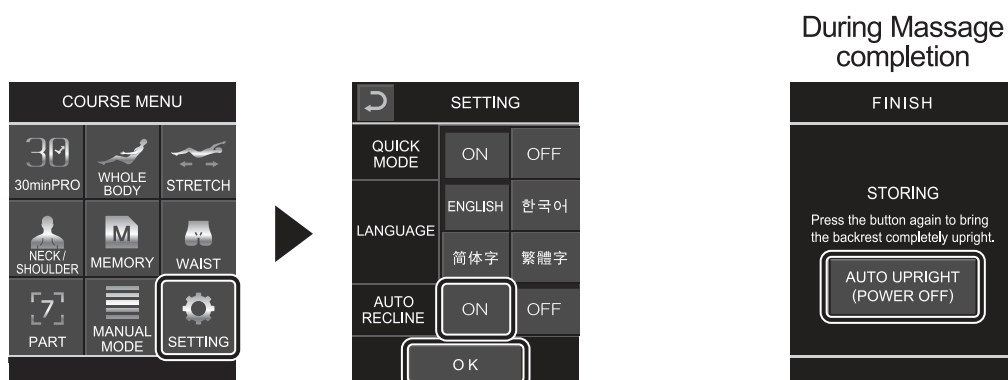 During Massage
completion
COURSE MENU
30
30minPRO
WHOLE
BODY
STRETCH
NECK/
SHOULDER
M
MEMORY
WAIST
7
PART
MANUAL
MODE
SETTING
SETTING
QUICK
MODE
ON
OFF
LANGUAGE
ENGLISH
한국어
简体字
繁體字
AUTO
RECLINE
ON
OFF
OK
FINISH
STORING
Press the button again to bring
the backrest completely upright.
AUTO UPRIGHT
(POWER OFF)